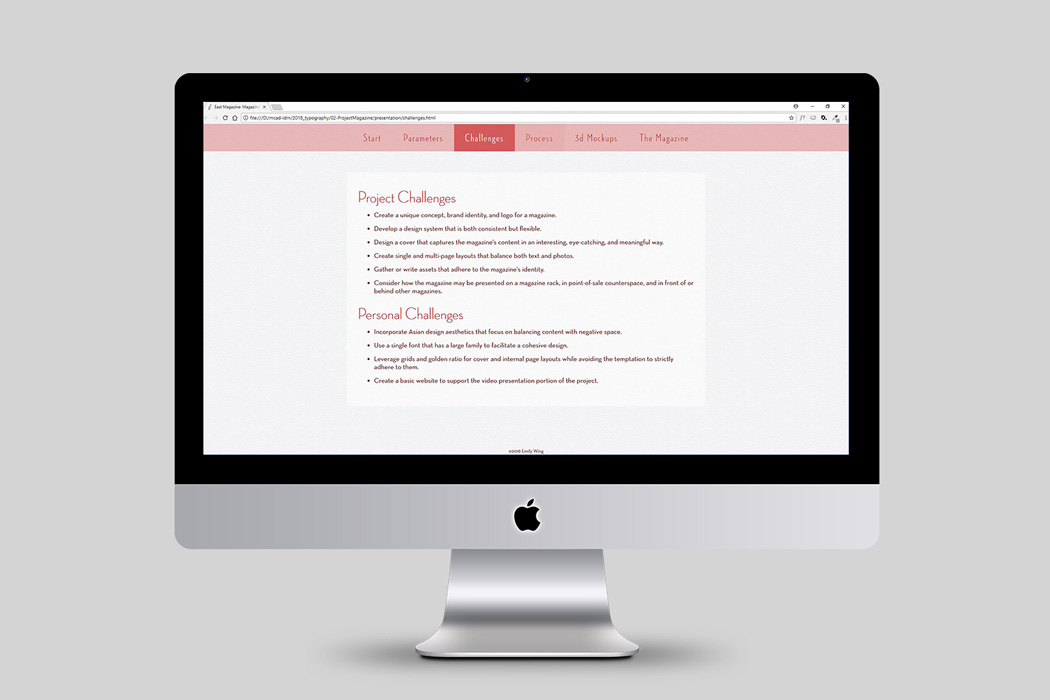 East Magazine: Magazin
file:///D:/mcad-idm/2018_typography/02-ProjectMagazine/presentation/challenges.html
Start Parameters Challenges Process 3d Mockups The Magazine
Project Challenges
• Create a unique concept, brand identity, and logo for a magazine.
• Develop a design system that is both consistent but flexible.
• Design a cover that captures the magazine's content in an interesting, eye-catching, and meaningful way.
• Create single and multi-page layouts that balance both text and photos.
• Gather or write assets that adhere to the magazine's identity.
• Consider how the magazine may be presented on a magazine rack, in point-of-sale counterspace, and in front of or
behind other magazines.
Personal Challenges
• Incorporate Asian design aesthetics that focus on balancing content with negative space.
• Use a single font that has a large family to facilitate a cohesive design.
• Leverage grids and golden ratio for cover and internal page layouts while avoiding the temptation to strictly
adhere to them.
• Create a basic website to support the video presentation portion of the project.
©2018 Emily Wing